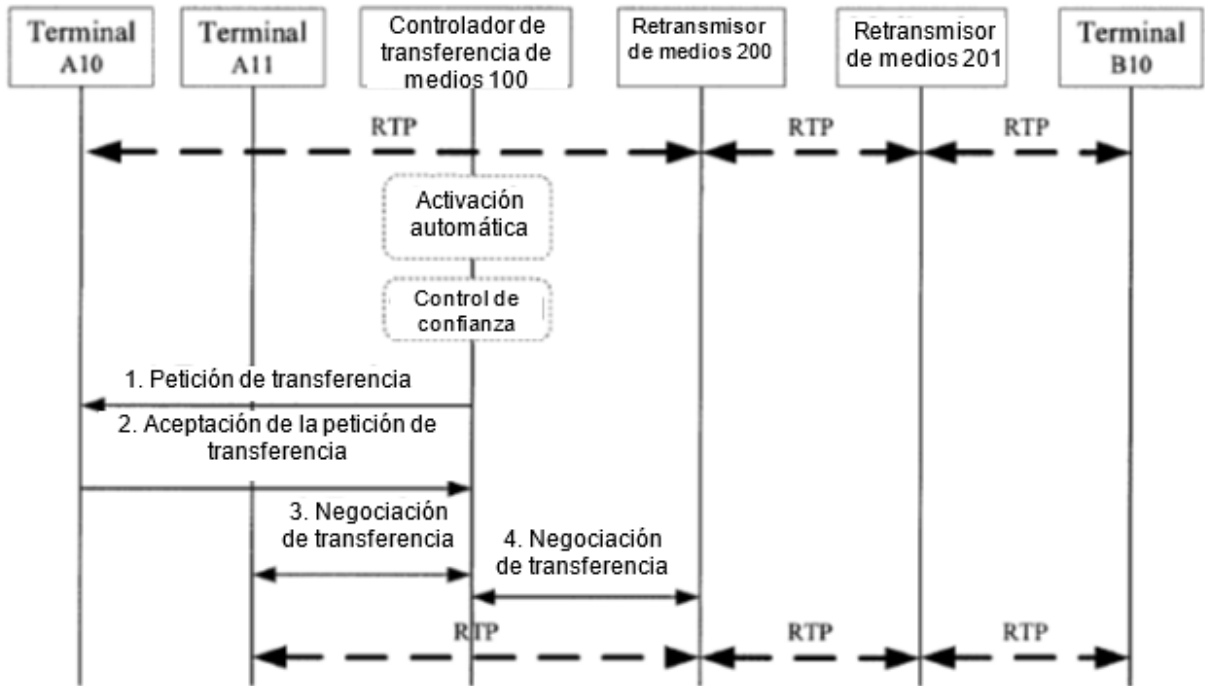 Terminal
A10
Terminal
A11
Controlador de
transferencia de
medios 100
Retransmisor
de medios 200
Retransmisor
de medios 201
Terminal
B10
RTP
RTP
RTP
Activación
automática
Control de
confianza
1. Petición de transferencia
2. Aceptación de la petición de
transferencia
3. Negociación
de transferencia
4. Negociación
de transferencia
RTP
RTP
RTP